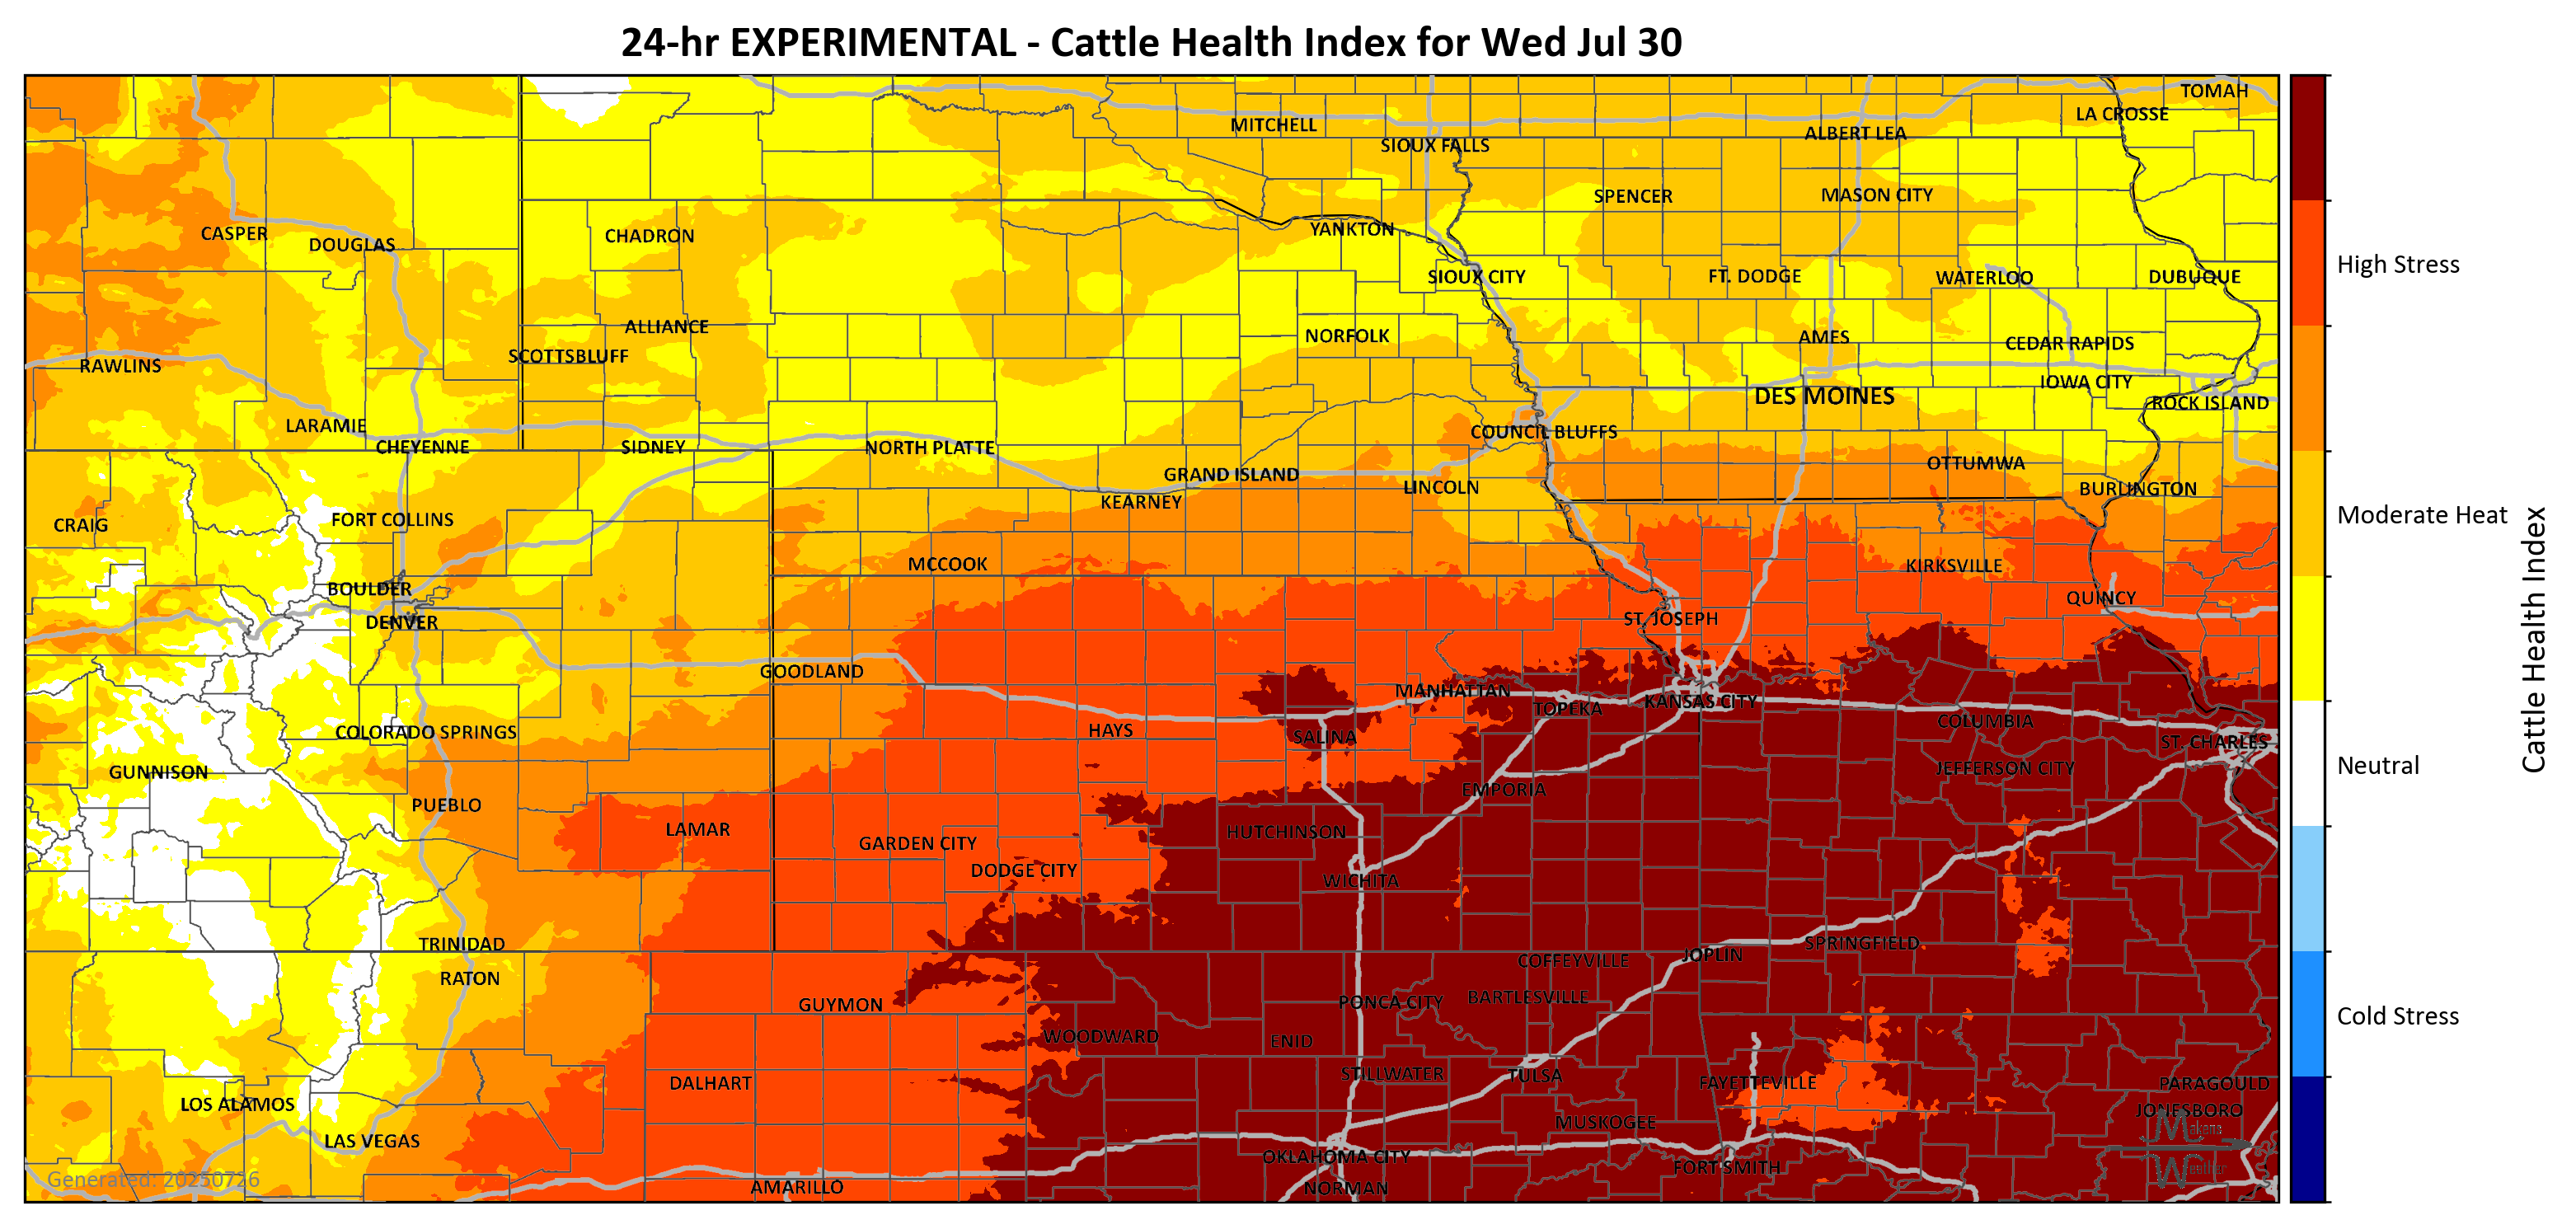 24-hr EXPERIMENTAL - Cattle Health Index for Wed Jul 30
TOMAH
LA CROSSE
MITCHELL
ALBERT LEA
SIOUX FALLS
SPENCER
MASON CITY
YANKTON
CASPER
CHADRON
DOUGLAS
SIOUX CITY
FT. DODGE
WATERLOO
DUBUQUE
High Stress
ALLIANCE
NORFOLK
AMES
CEDAR RAPIDS
SCOTTSBLUFF
RAWLINS
IOWA CITY
DES MOINES
ROCK ISLAND
LARAMIE
COUNCIL BLUFFS
CHEYENNE
SIDNEY
NORTH PLATTE
OTTUMWA
GRAND ISLAND
LINCOLN
BURLINGTON
KEARNEY
Moderate Heat
CRAIG
FORT COLLINS
MCCOOK
KIRKSVILLE
BOULDER
QUINCY
DENVER
ST. JOSEPH
Cattle Health Index
GOODLAND
MANHATTAN
KANSAS CITY
TOPEKA
COLUMBIA
COLORADO SPRINGS
HAYS
SALINA
ST. CHARLES
GUNNISON
JEFFERSON CITY
Neutral
EMPORIA
PUEBLO
LAMAR
HUTCHINSON
GARDEN CITY
DODGE CITY
WICHITA
TRINIDAD
SPRINGFIELD
JOPLIN
COFFEYVILLE
RATON
BARTLESVILLE
PONCA CITY
GUYMON
Cold Stress
WOODWARD
ENID
STILLWATER
TULSA
DALHART
FAYETTEVILLE
PARAGOULD
LOS ALAMOS
JONESBORO
MUSKOGEE
Makens
LAS VEGAS
OKLAHOMA CITY
FORT SMITH
Weather
Generated: 20250726
AMARILLO
NORMAN